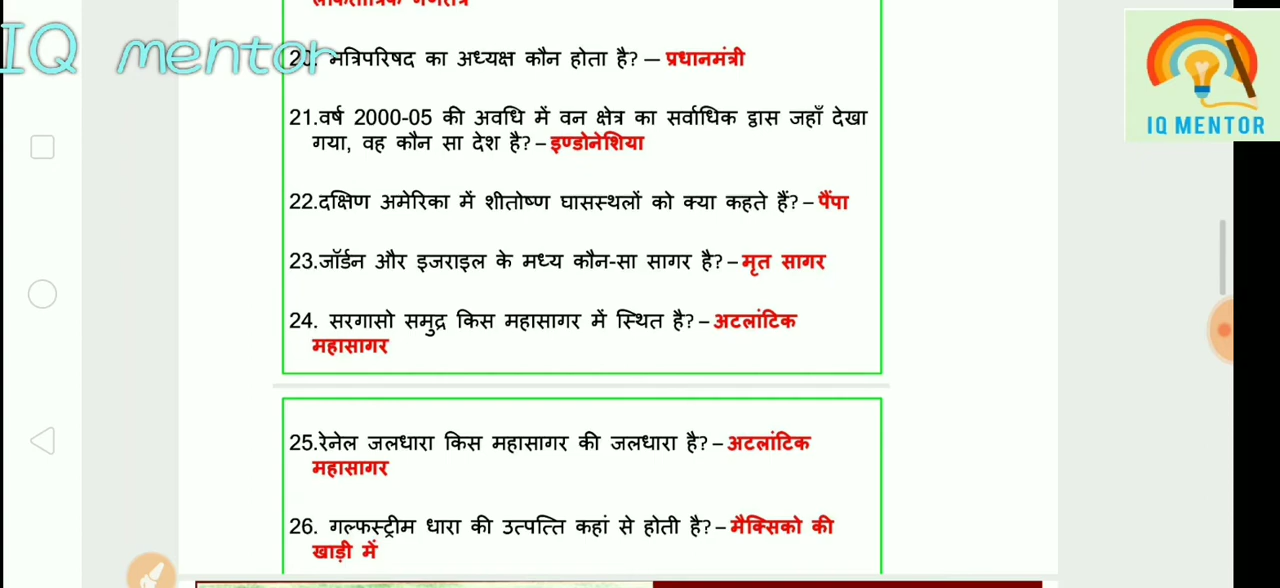 लोकतांत्रिक गणतंत्र
IQ mentor
20. मंत्रिपरिषद का अध्यक्ष कौन होता है? – प्रधानमंत्री
IQ MENTOR
21.वर्ष 2000-05 की अवधि में वन क्षेत्र का सर्वाधिक ह्रास जहाँ देखा
गया, वह कौन सा देश है? – इण्डोनेशिया
22.दक्षिण अमेरिका में शीतोष्ण घासस्थलों को क्या कहते हैं? – पैंपा
23.जॉर्डन और इजराइल के मध्य कौन-सा सागर है? – मृत सागर
24. सरगासो समुद्र किस महासागर में स्थित है? – अटलांटिक
महासागर
25.रेनेल जलधारा किस महासागर की जलधारा है? – अटलांटिक
महासागर
26. गल्फस्ट्रीम धारा की उत्पत्ति कहां से होती है? – मैक्सिको की
खाड़ी में